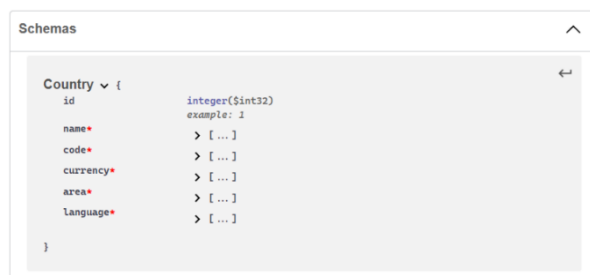 Schemas
Country {
id integer($int32)
example: 1
name* > [...]
code* > [...]
currency* > [...]
area* > [...]
language* > [...]
}